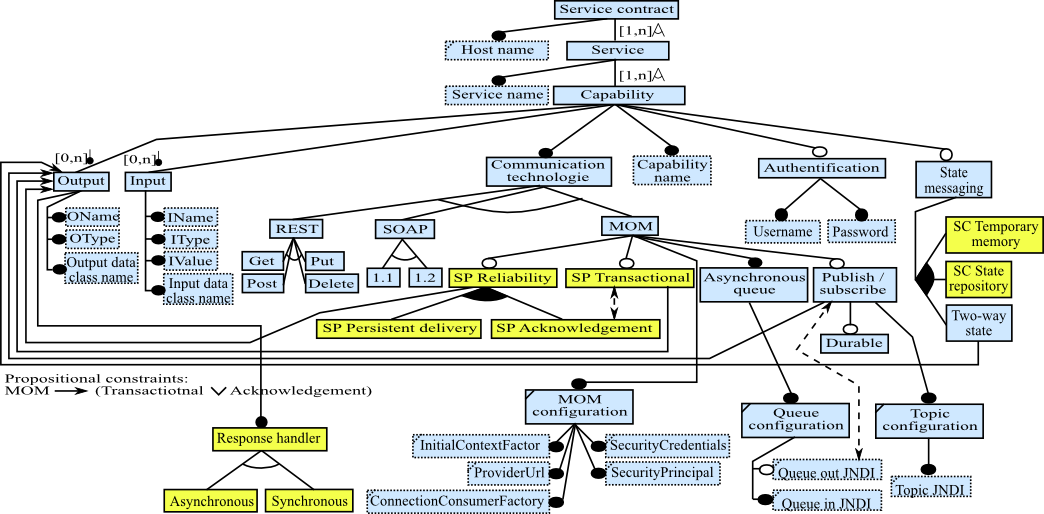 Service contract
[1,n]
Host name
Service
[1,n]
Service name
Capability
[0,n]
[0,n]
Output
Input
Communication
technologie
Capability
name
Authentification
State
messaging
OName
OType
Output data
class name
IName
IType
IValue
Input data
class name
REST
SOAP
MOM
Username
Password
SC Temporary
memory
Get
Put
Post
Delete
1.1
1.2
SP Reliability
SP Transactional
Asynchronous
queue
Publish /
subscribe
SC State
repository
Two-way
state
SP Persistent delivery
SP Acknowledgement
Durable
Propositional constraints:
MOM → (Transactiotnal ∨ Acknowledgement)
MOM
configuration
Queue
configuration
Topic
configuration
Response handler
InitialContextFactor
SecurityCredentials
ProviderUrl
SecurityPrincipal
ConnectionConsumerFactory
Queue out JNDI
Queue in JNDI
Topic JNDI
Asynchronous
Synchronous